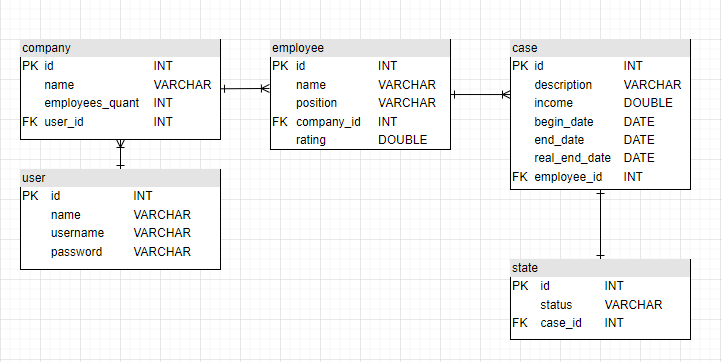 company
PK id INT
name VARCHAR
employees_quant INT
FK user_id INT
employee
PK id INT
name VARCHAR
position VARCHAR
FK company_id INT
rating DOUBLE
case
PK id INT
description VARCHAR
income DOUBLE
begin_date DATE
end_date DATE
real_end_date DATE
FK employee_id INT
user
PK id INT
name VARCHAR
username VARCHAR
password VARCHAR
state
PK id INT
status VARCHAR
FK case_id INT